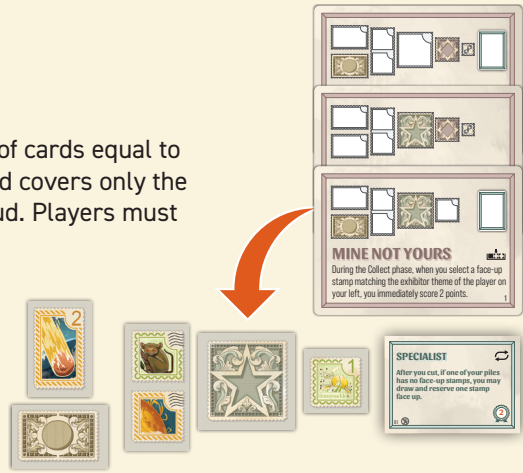 of cards equal to
d covers only the
ud. Players must
MINE NOT YOURS
During the Collect phase, when you select a face-up
stamp matching the exhibitor theme of the player on
your left, you immediately score 2 points.
1
2
1
SPECIALIST
After you cut, if one of your piles
has no face-up stamps, you may
draw and reserve one stamp
face up.
2